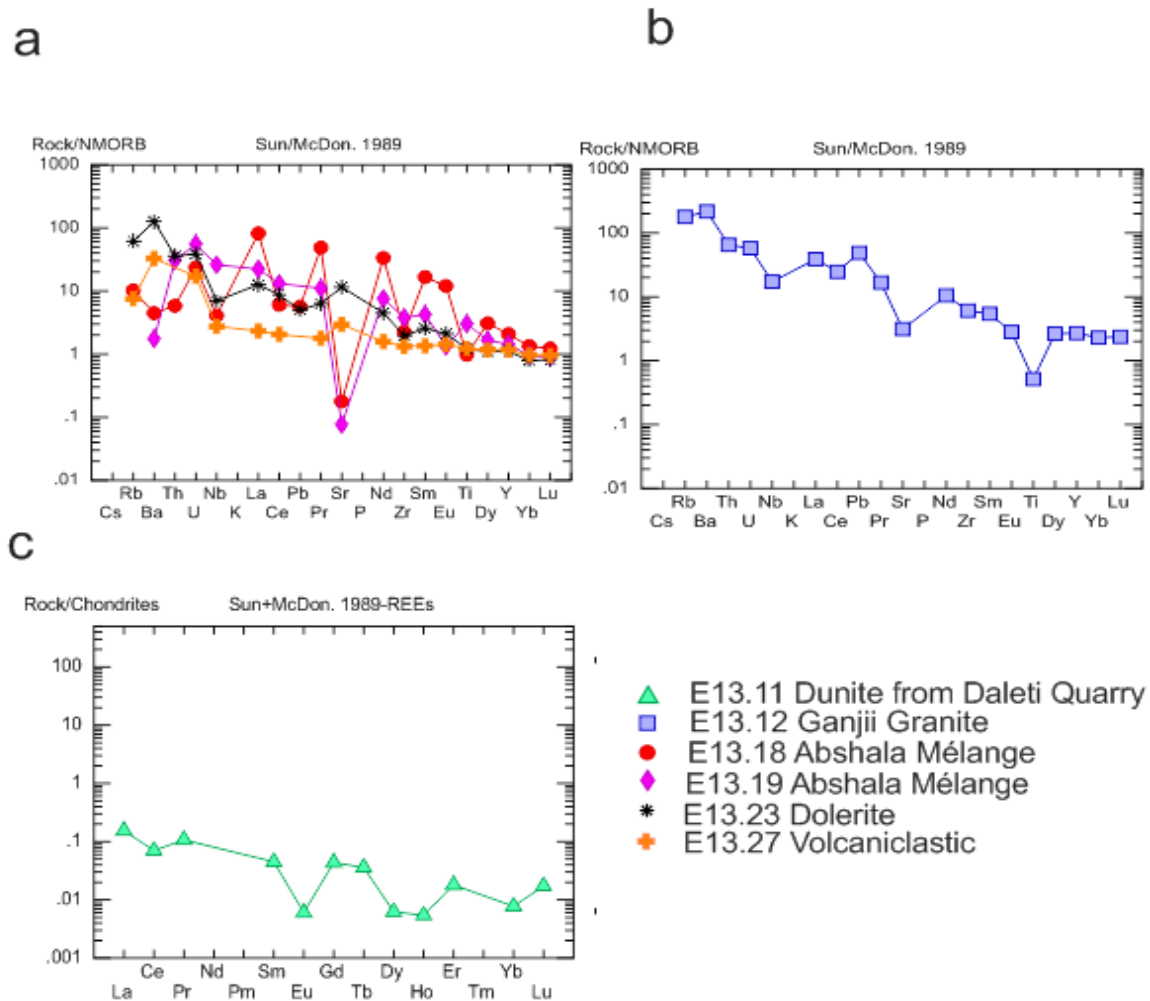 a
Rock/NMORB Sun/McDon. 1989
1000
100
10
1
.1
.01
Rb Th Nb La Pb Sr Nd Sm Ti Y Lu
Cs Ba U K Ce Pr P Zr Eu Dy Yb
b
Rock/NMORB Sun/McDon. 1989
1000
100
10
1
.1
.01
Rb Th Nb La Pb Sr Nd Sm Ti Y Lu
Cs Ba U K Ce Pr P Zr Eu Dy Yb
c
Rock/Chondrites Sun+McDon. 1989-REEs
100
10
1
.1
.01
.001
Ce Nd Sm Gd Dy Er Yb
La Pr Pm Eu Tb Ho Tm Lu
E13.11 Dunite from Daleti Quarry
E13.12 Ganjii Granite
E13.18 Abshala Mélange
E13.19 Abshala Mélange
E13.23 Dolerite
E13.27 Volcaniclastic